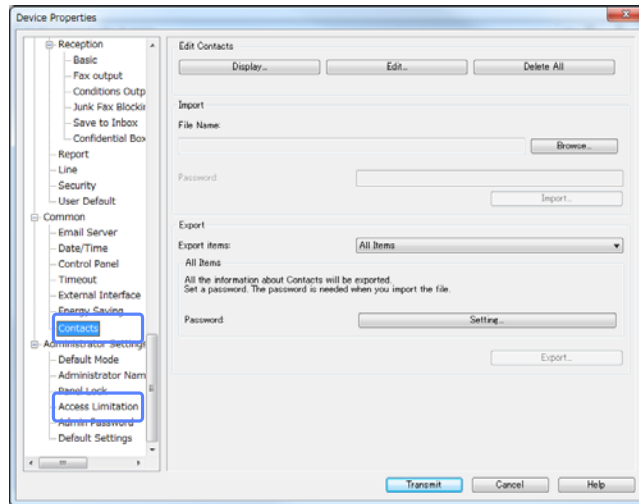 Device Properties
Reception
Basic
Fax output
Conditions Outp
Junk Fax Blockin
Save to Inbox
Confidential Box
Report
Line
Security
User Default
Common
Email Server
Date/Time
Control Panel
Timeout
External Interface
Energy Saving
Contacts
Administrator Settings
Default Mode
Administrator Nam
Panel Lock
Access Limitation
Admin Password
Default Settings
Edit Contacts
Display... Edit... Delete All
Import
File Name:
Browse...
Password:
Import...
Export
Export items: All Items
All Items
All the information about Contacts will be exported.
Set a password. The password is needed when you import the file.
Password: Setting...
Export...
Transmit Cancel Help